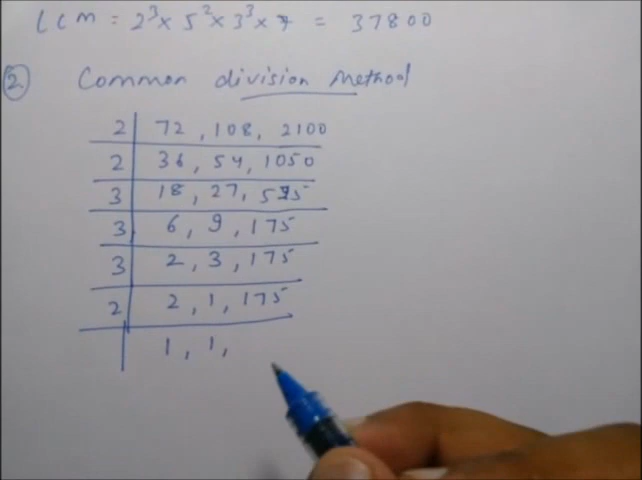 LCM = 2³ x 5² x 3³ x 7 = 37800
2. Common division Method
2 | 72, 108, 2100
2 | 36, 54, 1050
3 | 18, 27, 525
3 | 6, 9, 175
3 | 2, 3, 175
2 | 2, 1, 175
| 1, 1,